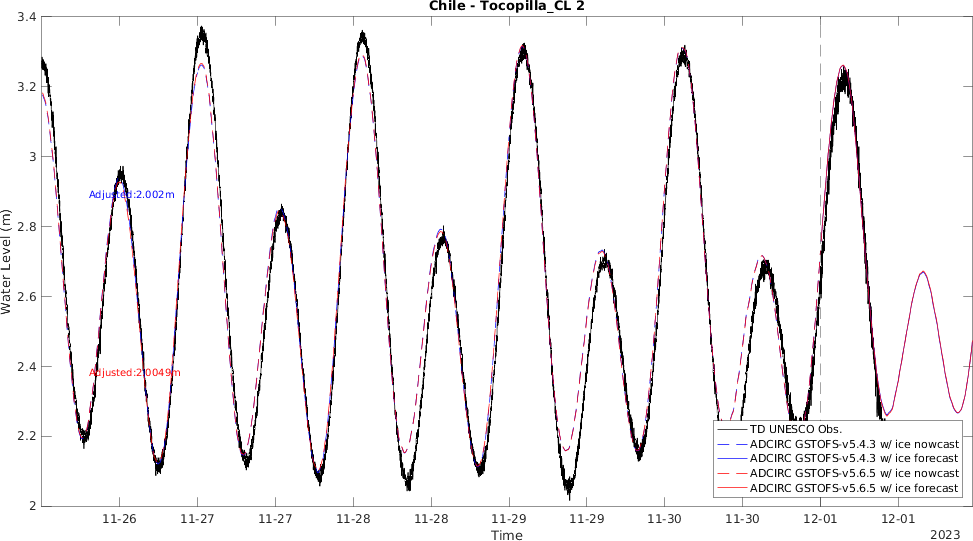 Chile - Tocopilla_CL 2
3.4
3.2
3
2.8
2.6
2.4
2.2
2
Water Level (m)
Adjusted:2.002m
Adjusted:2.0049m
TD UNESCO Obs.
ADCIRC GSTOFS-v5.4.3 w/ ice nowcast
ADCIRC GSTOFS-v5.4.3 w/ ice forecast
ADCIRC GSTOFS-v5.6.5 w/ ice nowcast
ADCIRC GSTOFS-v5.6.5 w/ ice forecast
11-26 11-27 11-27 11-28 11-28 11-29 11-29 11-30 11-30 12-01 12-01
Time
2023